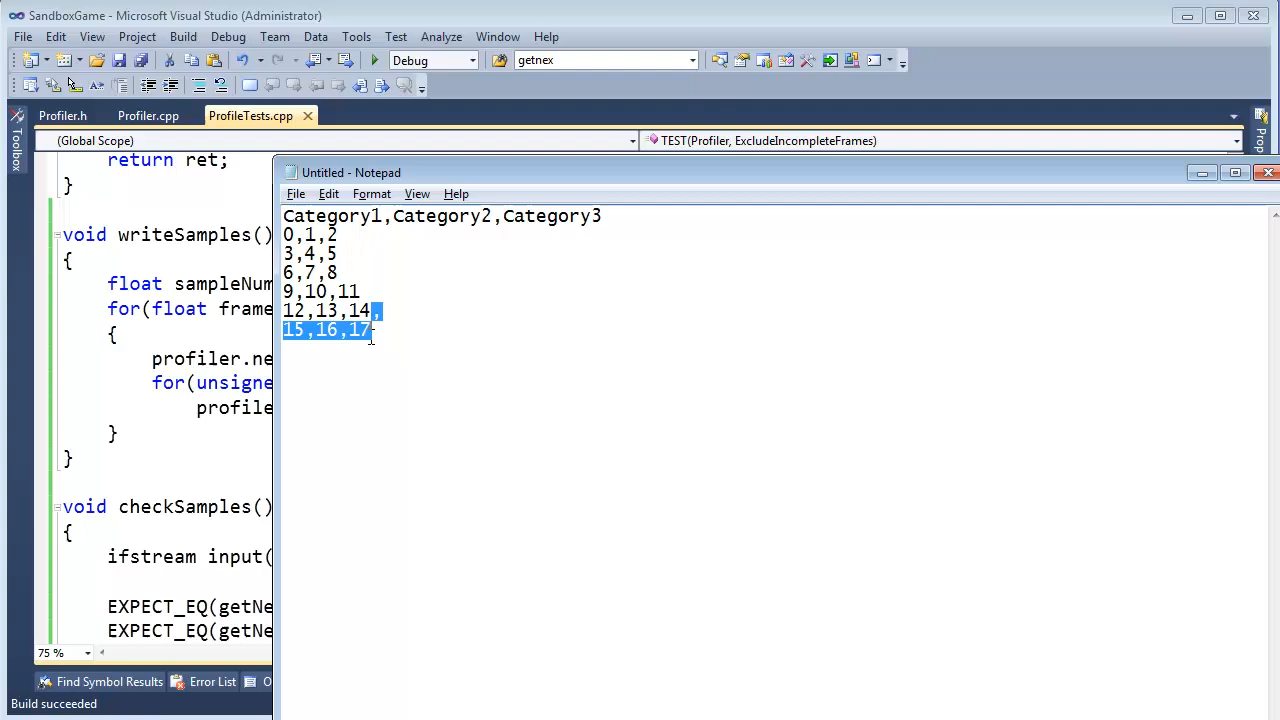 SandboxGame - Microsoft Visual Studio (Administrator)
File Edit View Project Build Debug Team Data Tools Test Analyze Window Help
Debug getnex
Profiler.h Profiler.cpp ProfileTests.cpp
(Global Scope) TEST(Profiler, ExcludeIncompleteFrames)
Toolbox
Prop
return ret;
}
void writeSamples()
{
float sampleNum
for(float frame
{
profiler.ne
for(unsigne
profile
}
}
void checkSamples()
{
ifstream input(
EXPECT_EQ(getNe
EXPECT_EQ(getNe
75 %
Find Symbol Results Error List O
Build succeeded
Untitled - Notepad
File Edit Format View Help
Category1,Category2,Category3
0,1,2
3,4,5
6,7,8
9,10,11
12,13,14,
15,16,17